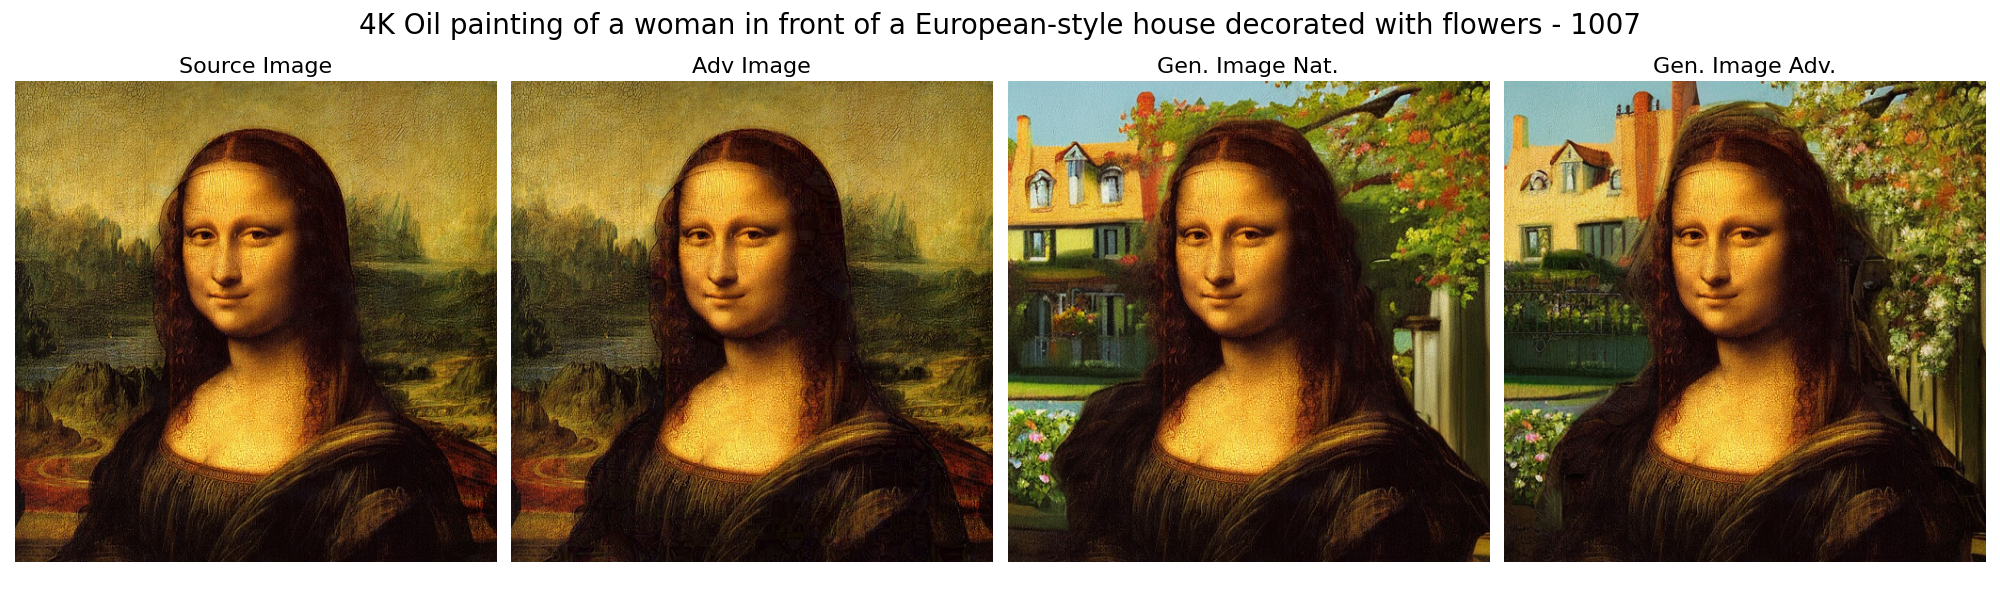 4K Oil painting of a woman in front of a European-style house decorated with flowers - 1007
Source Image
Adv Image
Gen. Image Nat.
Gen. Image Adv.